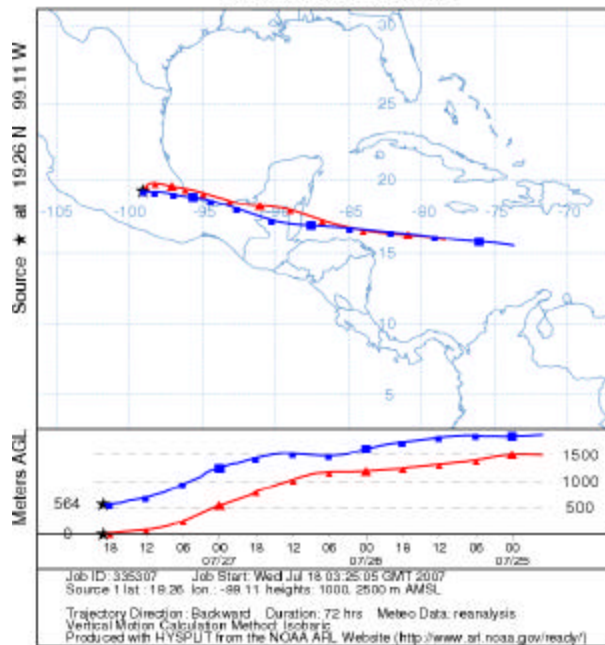 Source ★ at 19.26 N 99.11 W
30
25
20
-105 -100 -95 -90 -85 -80 -75 -70
15
10
5
Meters AGL
1500
1000
564
500
0
18 12 06 00 18 12 06 00 18 12 06 00
07/27 07/26 07/25
Job ID: 335307 Job Start: Wed Jul 18 03:25:05 GMT 2007
Source 1 lat.: 19.26 lon.: -99.11 heights: 1000, 2500 m AMSL
Trajectory Direction: Backward Duration: 72 hrs Meteo Data: reanalysis
Vertical Motion Calculation Method: Isobaric
Produced with HYSPLIT from the NOAA ARL Website (http://www.arl.noaa.gov/ready/)